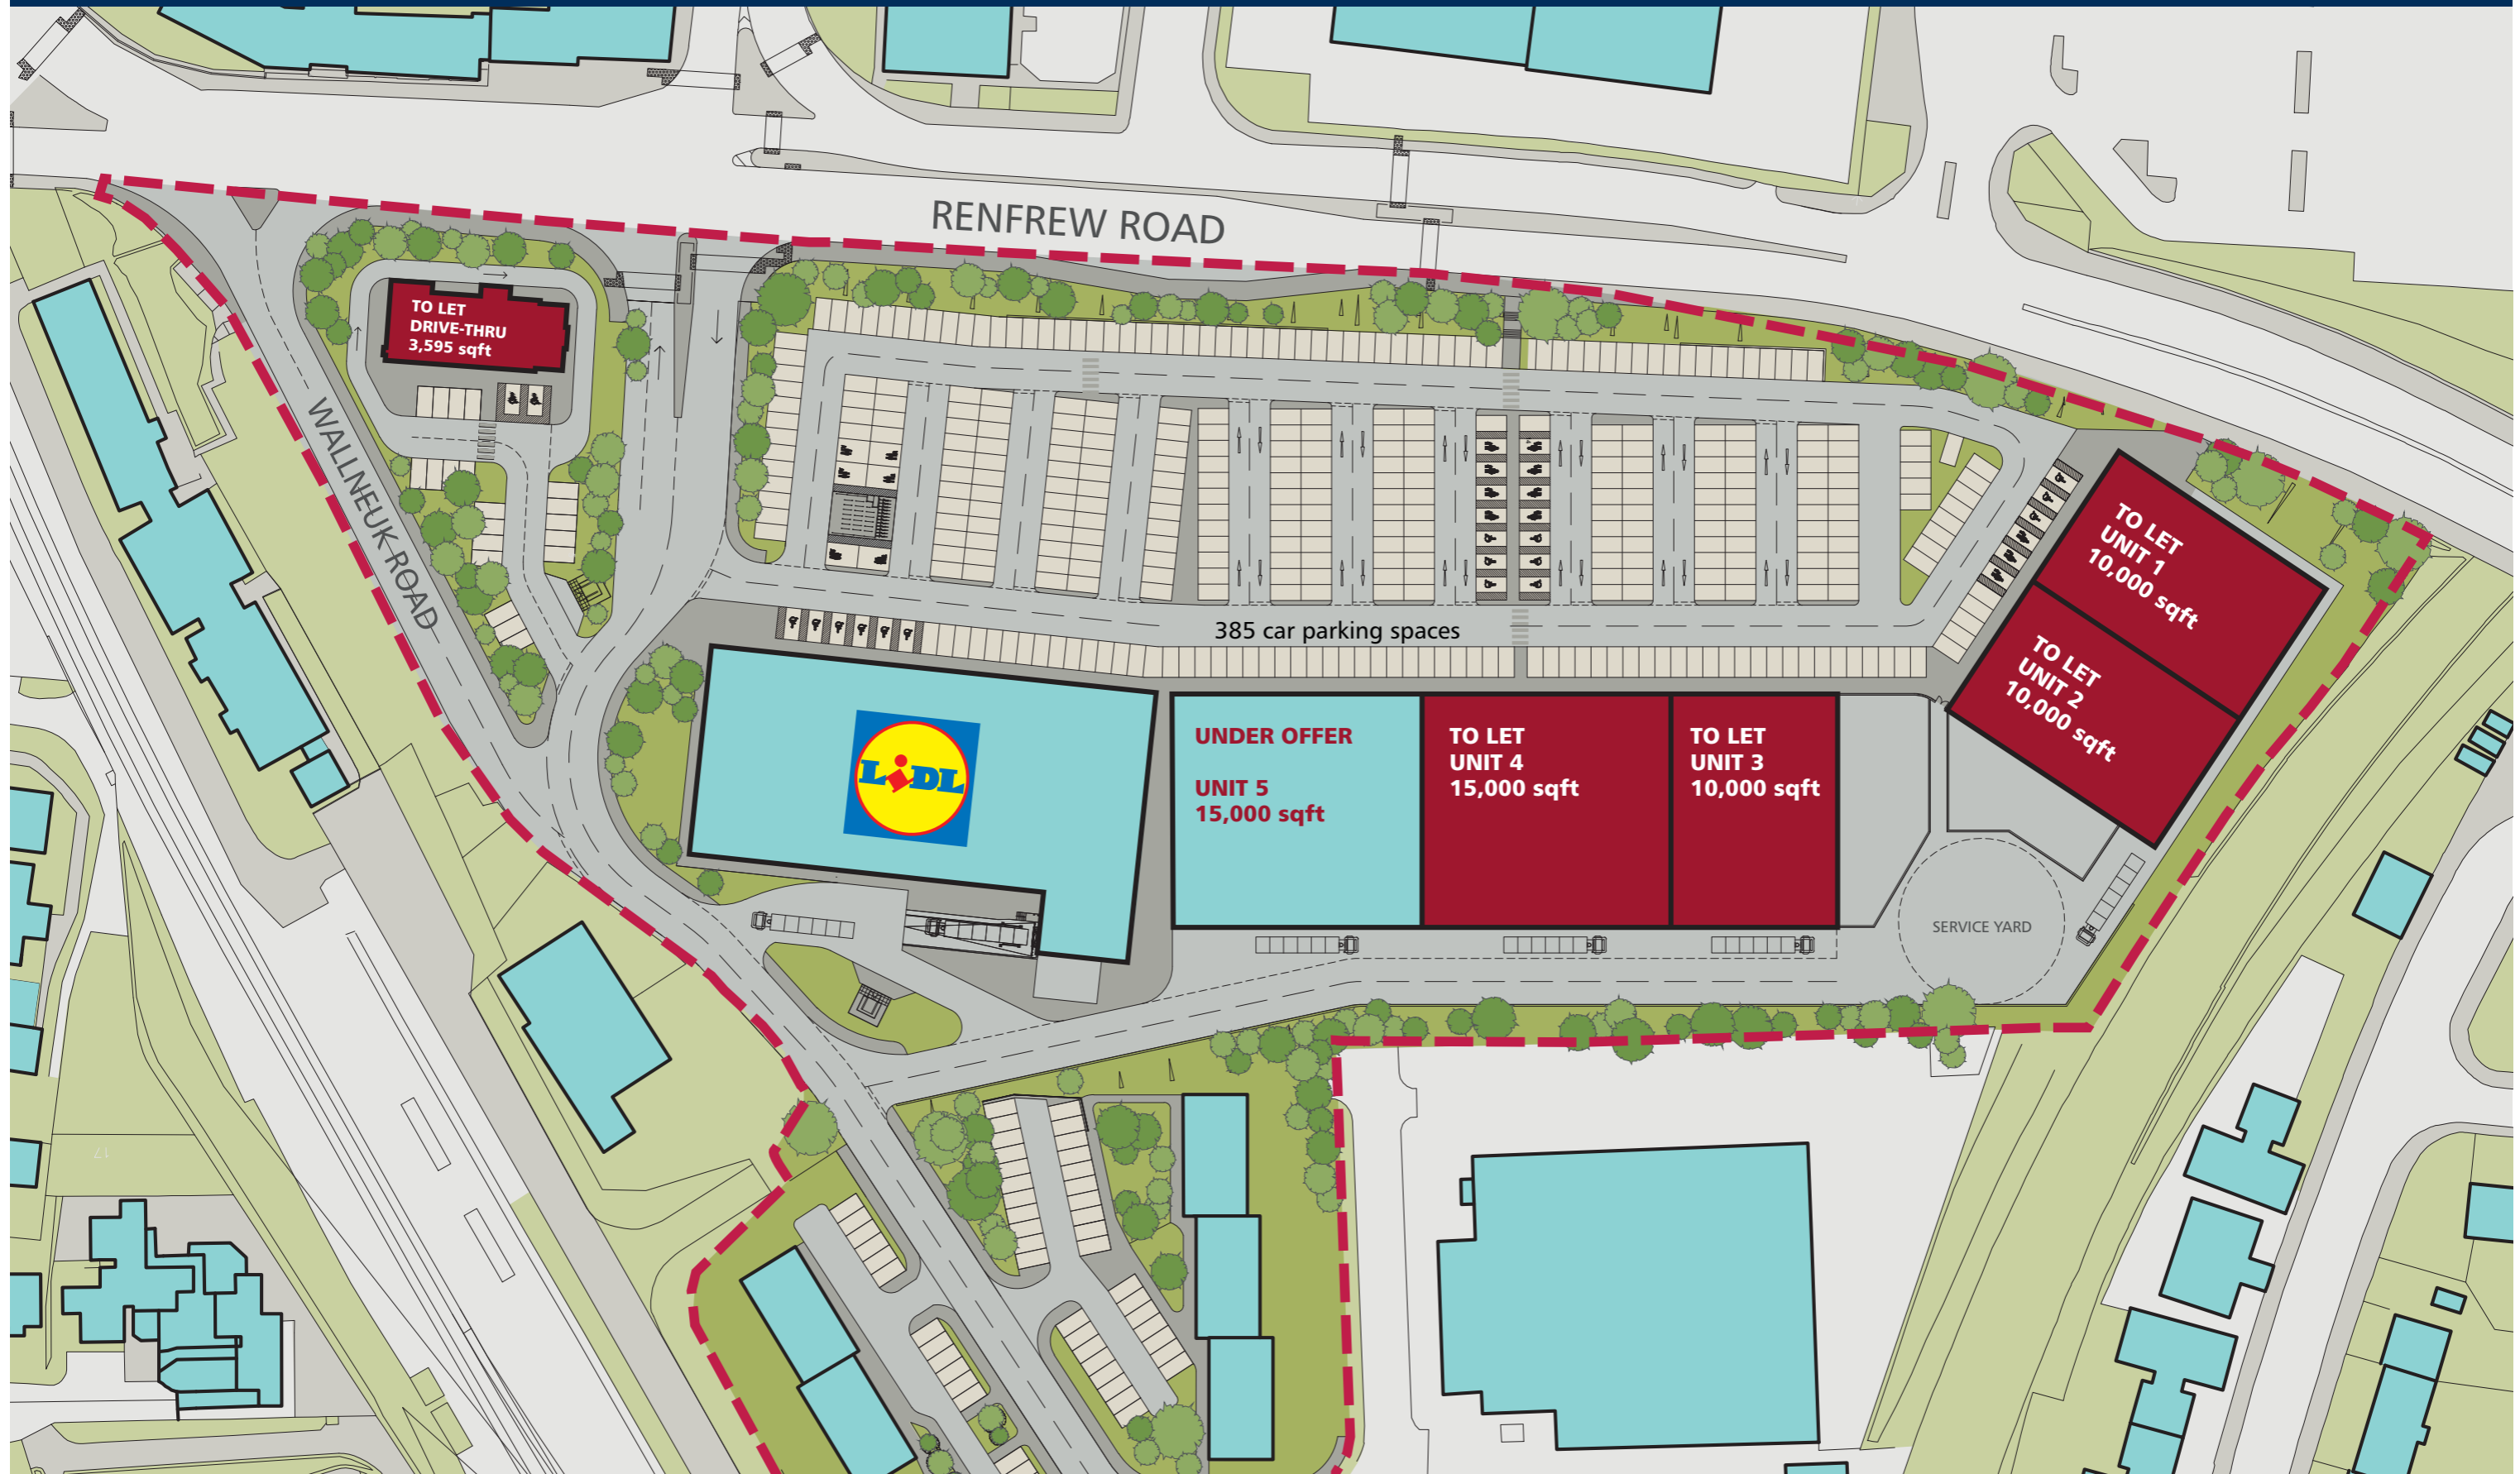 RENFREW ROAD
TO LET
DRIVE-THRU
3,595 sqft
WALLNEUK ROAD
385 car parking spaces
TO LET
UNIT 1
10,000 sqft
TO LET
UNIT 2
10,000 sqft
LIDL
UNDER OFFER
UNIT 5
15,000 sqft
TO LET
UNIT 4
15,000 sqft
TO LET
UNIT 3
10,000 sqft
SERVICE YARD
17